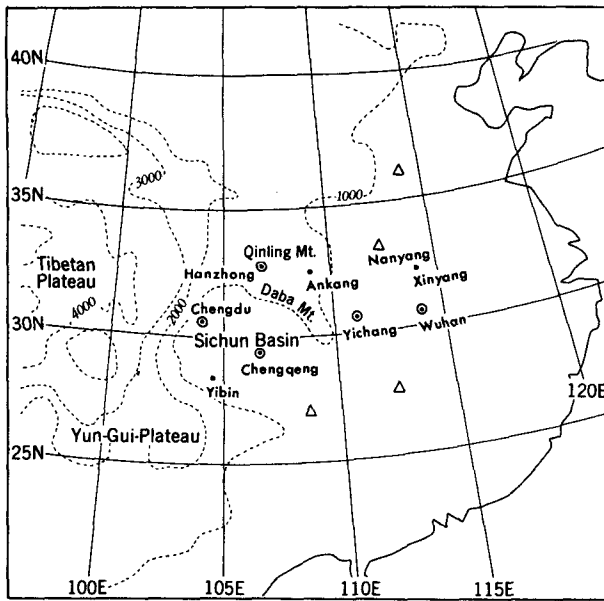 40N
3000
35N
1000
Qinling Mt.
Nanyang
Hanzhong
Ankang
Xinyang
Tibetan
Plateau
Daba Mt.
4000
2000
Chengdu
30N
Sichun Basin
Yichang
Wuhan
Chengqeng
Yibin
120E
Yun-Gui-Plateau
25N
100E
105E
110E
115E